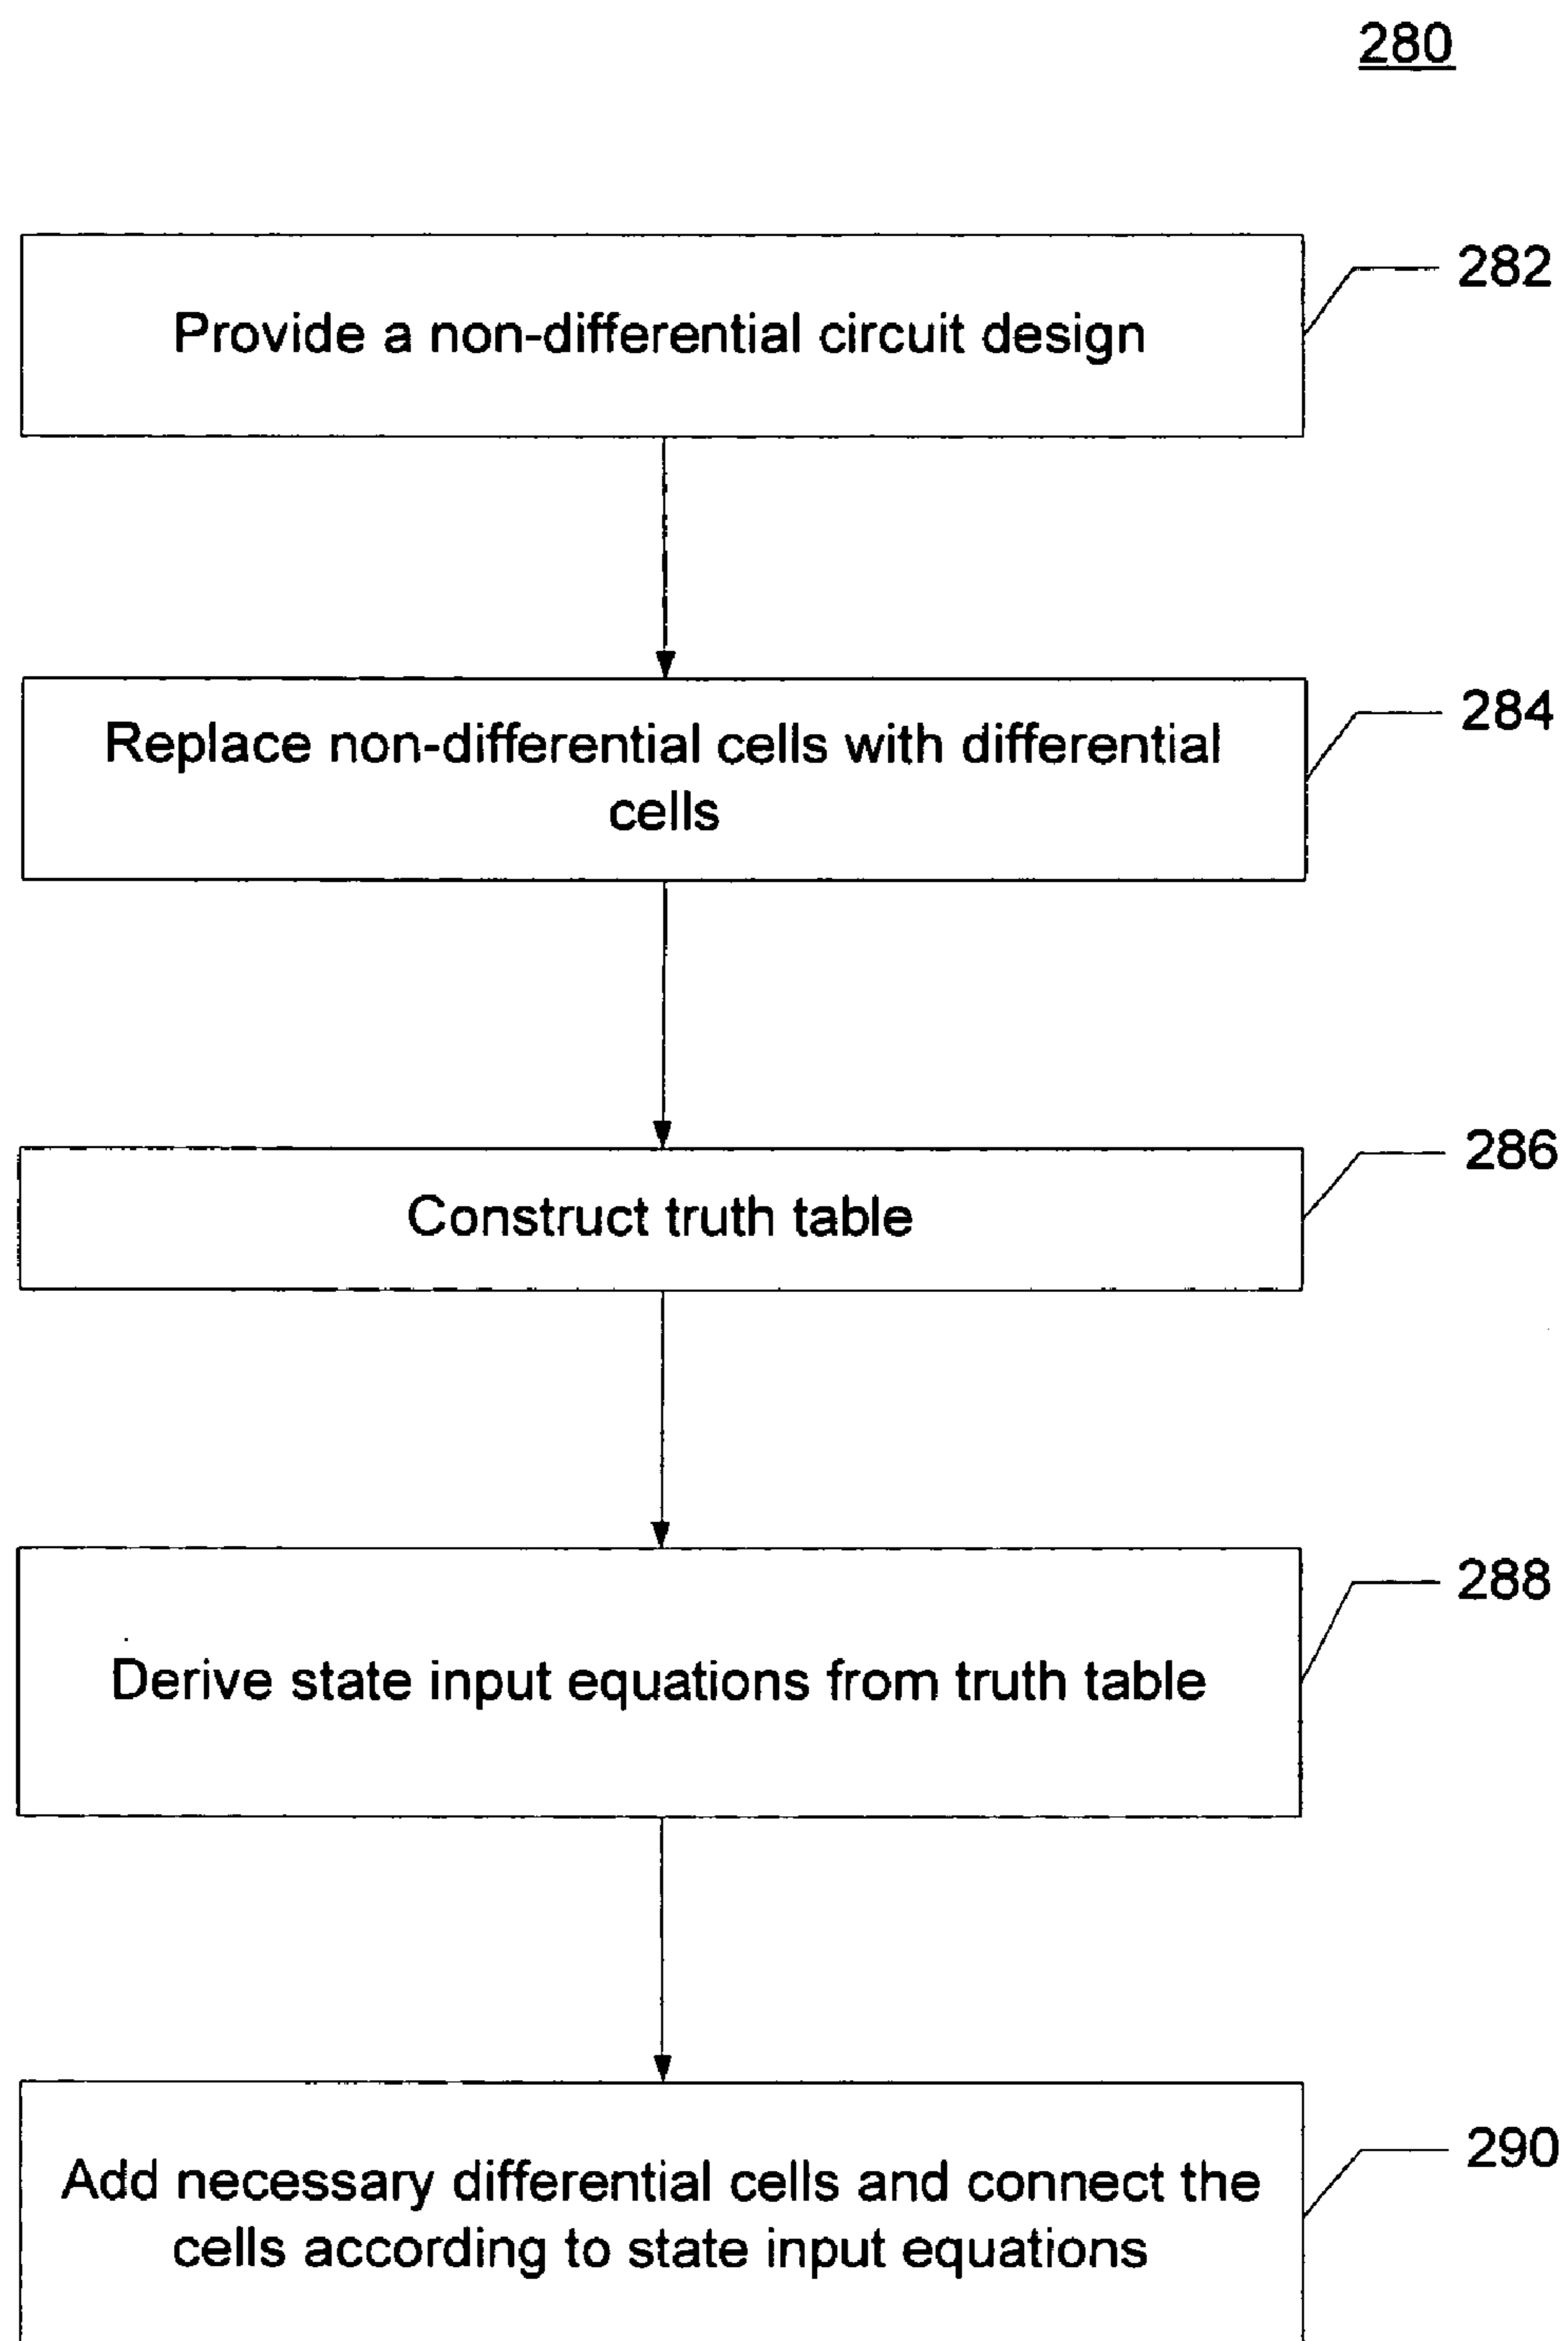 280
Provide a non-differential circuit design
282
Replace non-differential cells with differential
cells
284
Construct truth table
286
Derive state input equations from truth table
288
Add necessary differential cells and connect the
cells according to state input equations
290